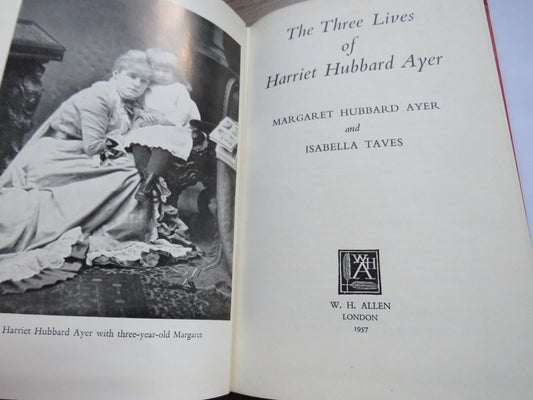 Harriet Hubbard Ayer with three-year-old Margaret
The Three Lives
of
Harriet Hubbard Ayer
MARGARET HUBBARD AYER
and
ISABELLA TAVES
WH
A
W. H. ALLEN
LONDON
1957